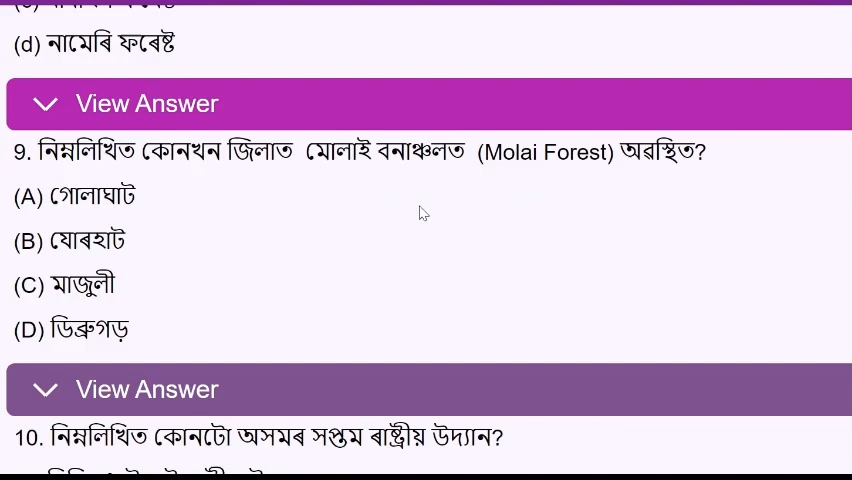 (d) নামেৰি ফৰেষ্ট
View Answer
9. নিম্নলিখিত কোনখন জিলাত মোলাই বনাঞ্চলত (Molai Forest) অৱস্থিত?
(A) গোলাঘাট
(B) যোৰহাট
(C) মাজুলী
(D) ডিব্ৰুগড়
View Answer
10. নিম্নলিখিত কোনটো অসমৰ সপ্তম ৰাষ্ট্ৰীয় উদ্যান?